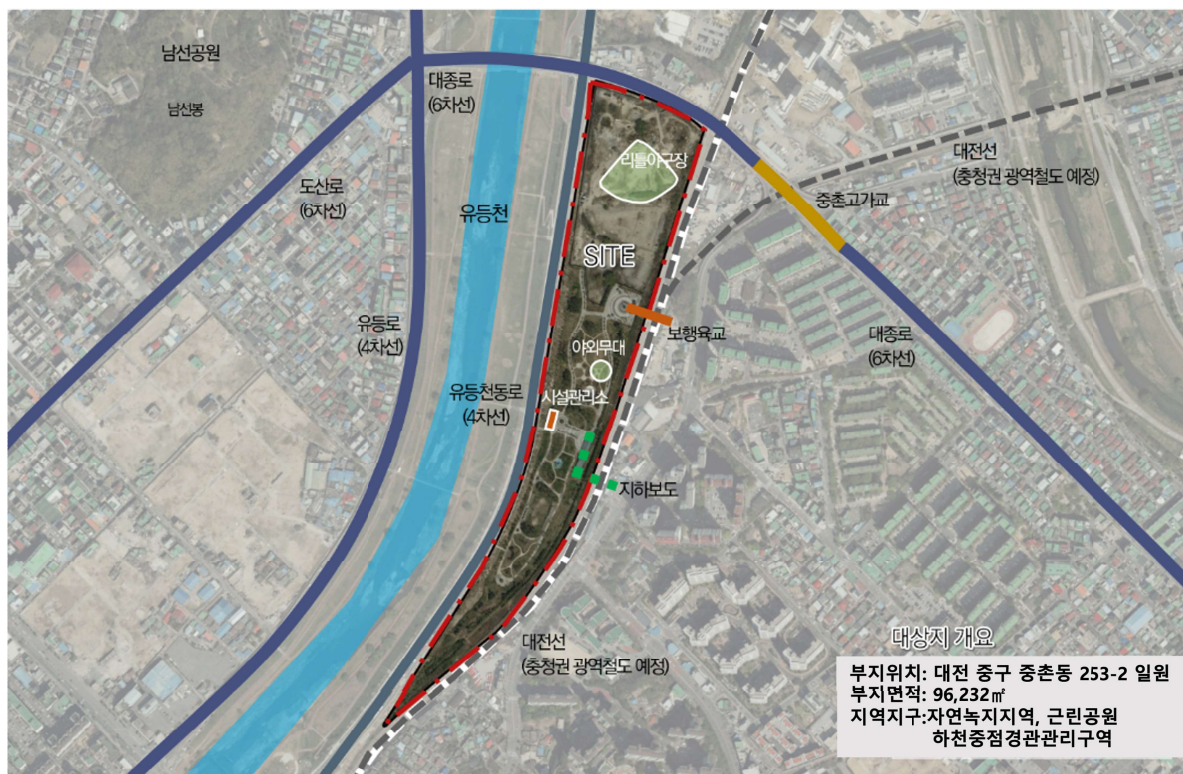 남선공원
남선봉
대종로
(6차선)
도산로
(6차선)
유등천
리틀야구장
대전선
(충청권 광역철도 예정)
중촌고가교
SITE
유등로
(4차선)
보행육교
대종로
(6차선)
야외무대
유등천동로
(4차선)
시설관리소
지하보도
대전선
(충청권 광역철도 예정)
대상지 개요
부지위치: 대전 중구 중촌동 253-2 일원
부지면적: 96,232㎡
지역지구:자연녹지지역, 근린공원
하천중점경관관리구역